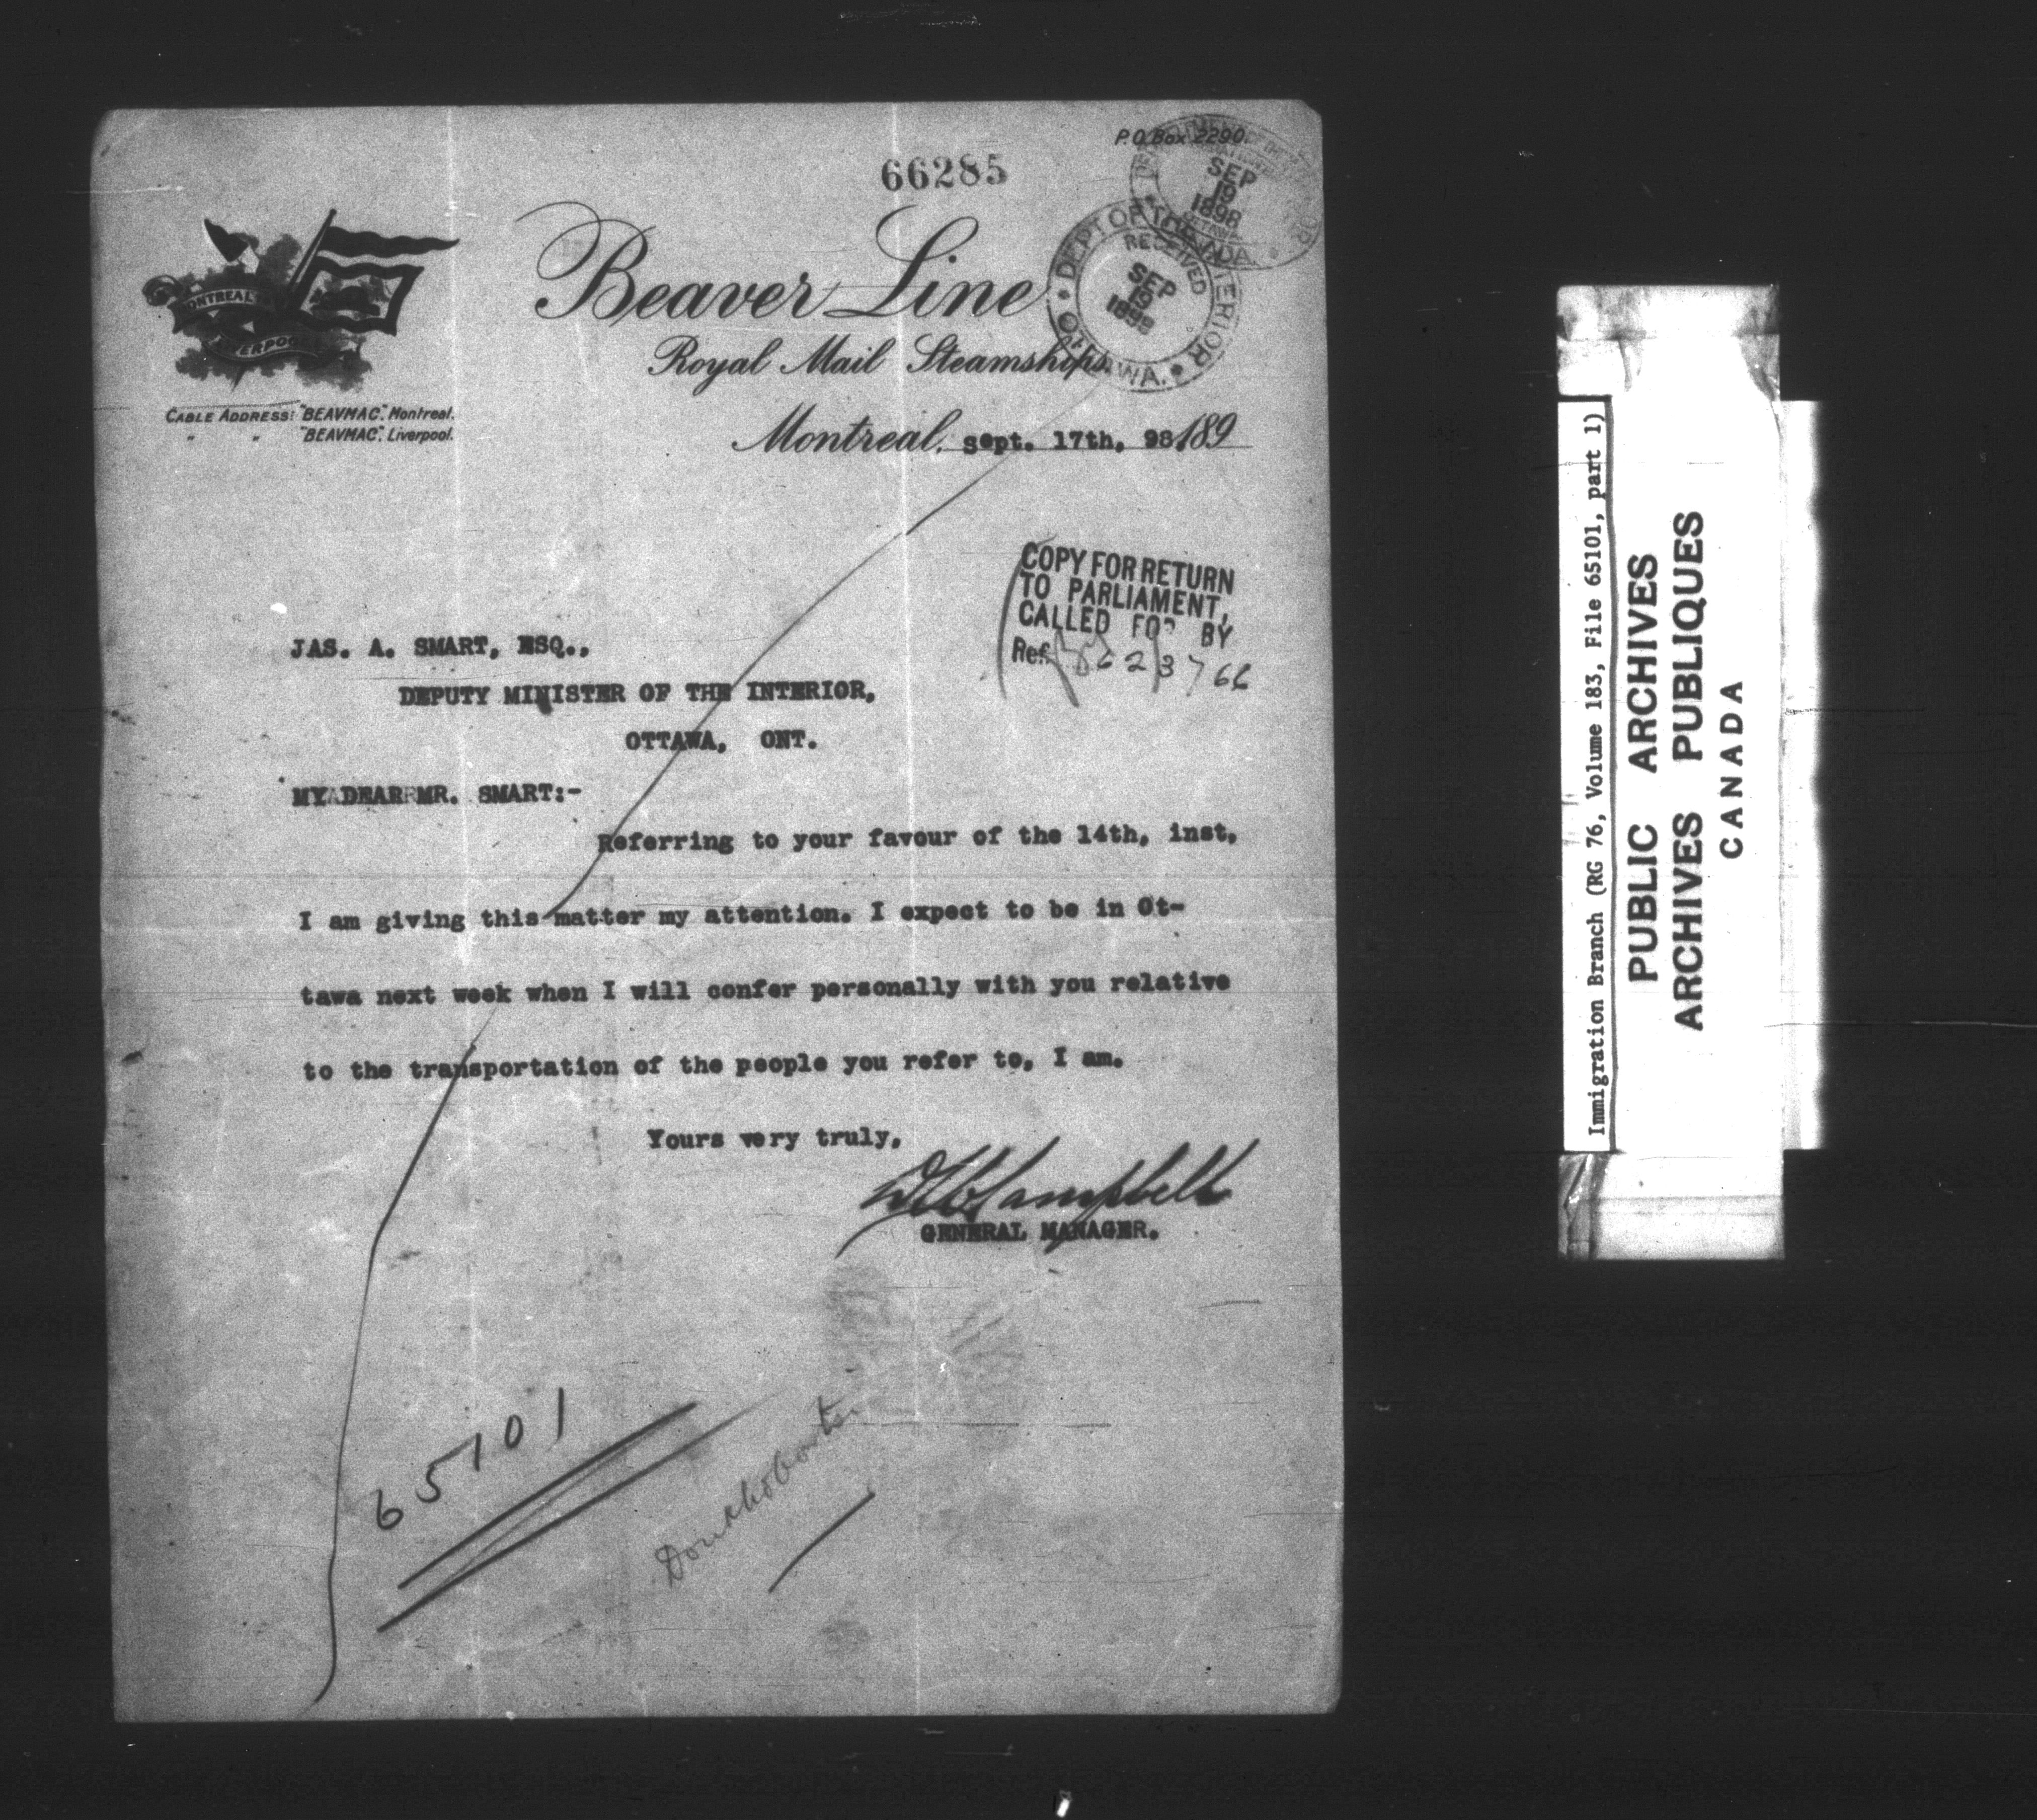 P.O. Box 2290.
66285
SEP
19
1898
DEPT OF THE INTERIOR
RECEIVED
SEP
19
1898
OTTAWA.
MONTREAL
LIVERPOOL
Beaver Line
Royal Mail Steamships.
CABLE ADDRESS: "BEAVMAC". Montreal.
" " "BEAVMAC". Liverpool.
Montreal, sept. 17th, 98 189
COPY FOR RETURN
TO PARLIAMENT,
CALLED FOR BY
Ref.
JAS. A. SMART, ESQ.,
DEPUTY MINISTER OF THE INTERIOR,
OTTAWA, ONT.
MY DEAR MR. SMART:-
Referring to your favour of the 14th, inst,
I am giving this matter my attention. I expect to be in Ot-
tawa next week when I will confer personally with you relative
to the transportation of the people you refer to, I am.
Yours very truly,
Campbell
GENERAL MANAGER.
65101
Immigration Branch (RG 76, Volume 183, File 65101, part 1)
PUBLIC ARCHIVES
ARCHIVES PUBLIQUES
CANADA